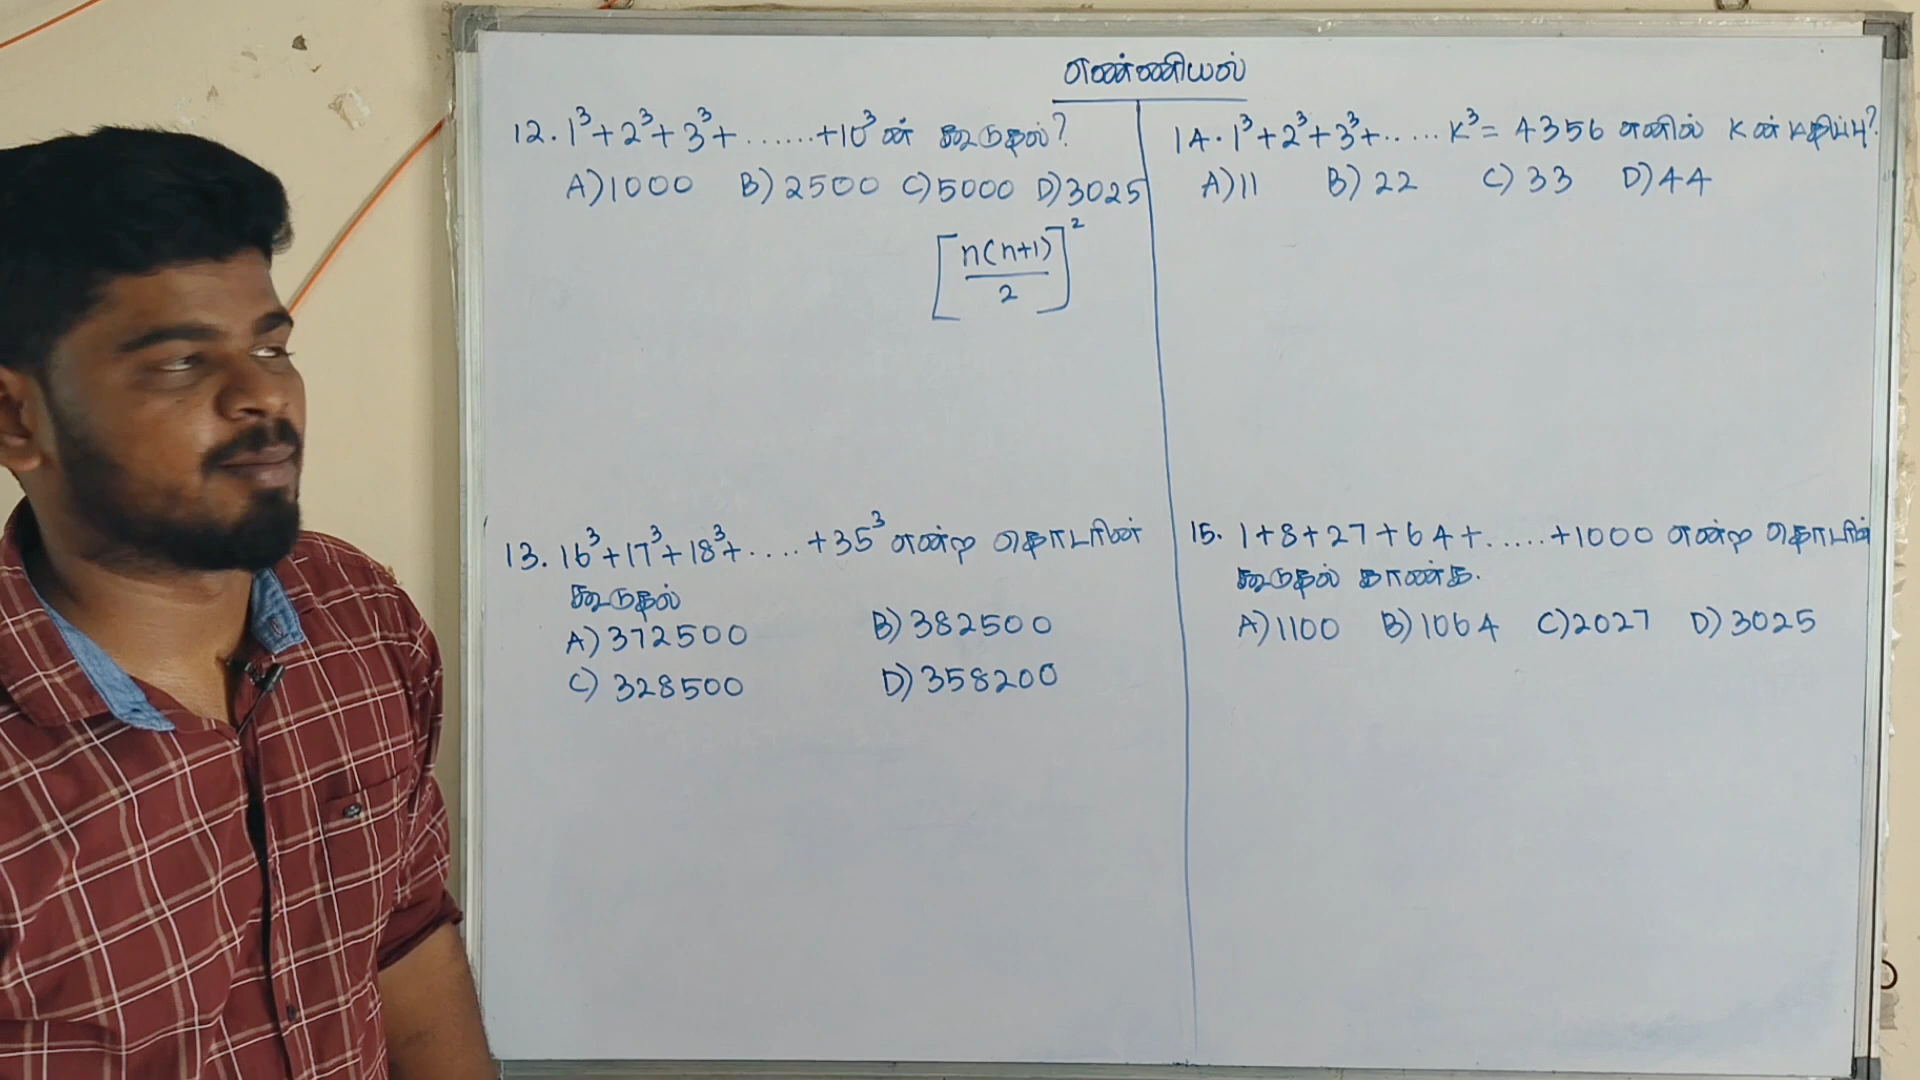 எண்ணியல்
12. 1³+2³+3³+.......+10³ ன் கூடுதல்?
A)1000 B)2500 C)5000 D)3025
[n(n+1)/2]²
13. 16³+17³+18³+.....+35³ என்ற தொடரின்
கூடுதல்
A)372500 B)382500
C) 328500 D)358200
14. 1³+2³+3³+..... K³= 4356 எனில் K ன் மதிப்பு?
A)11 B)22 C)33 D)44
15. 1+8+27+64+.....+1000 என்ற தொடரின்
கூடுதல் காண்க.
A)1100 B)1064 C)2027 D)3025